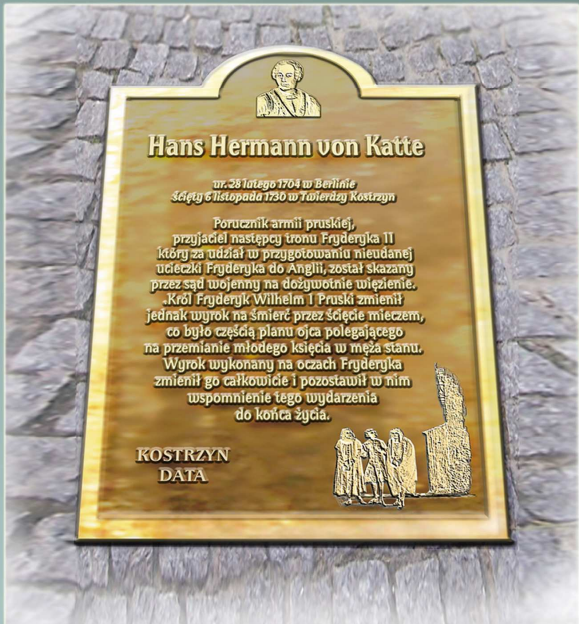 Hans Hermann von Katte
ur. 28 lutego 1704 w Berlinie
Ścięty 6 listopada 1730 w Twierdzy Kostrzyn
Porucznik armii pruskiej,
przyjaciel następcy tronu Fryderyka II
który za udział w przygotowaniu nieudanej
ucieczki Fryderyka do Anglii, został skazany
przez sąd wojenny na dożywotnie więzienie.
Król Fryderyk Wilhelm I Pruski zmienił
jednak wyrok na śmierć przez ścięcie mieczem,
co było częścią planu ojca polegającego
na przemianie młodego księcia w męża stanu.
Wyrok wykonany na oczach Fryderyka
zmienił go całkowicie i pozostawił w nim
wspomnienie tego wydarzenia
do końca życia.
KOSTRZYN
DATA